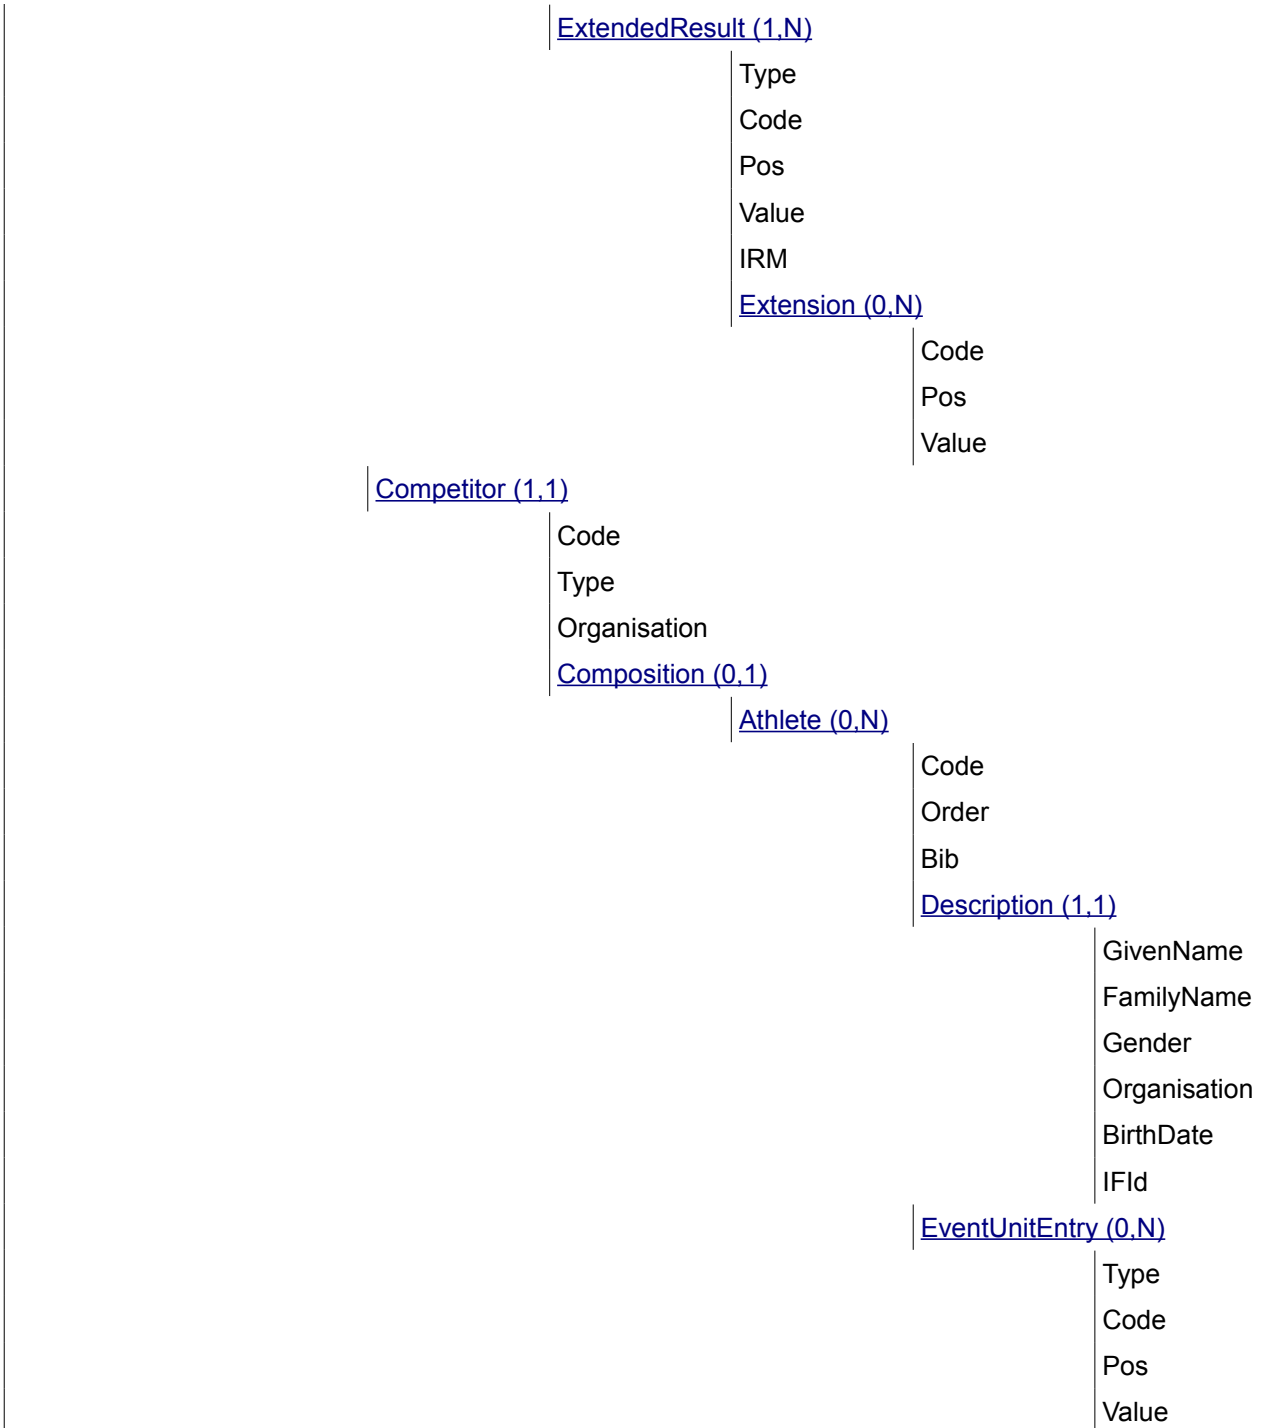 ExtendedResult (1,N)
Type
Code
Pos
Value
IRM
Extension (0,N)
Code
Pos
Value
Competitor (1,1)
Code
Type
Organisation
Composition (0,1)
Athlete (0,N)
Code
Order
Bib
Description (1,1)
GivenName
FamilyName
Gender
Organisation
BirthDate
IFId
EventUnitEntry (0,N)
Type
Code
Pos
Value